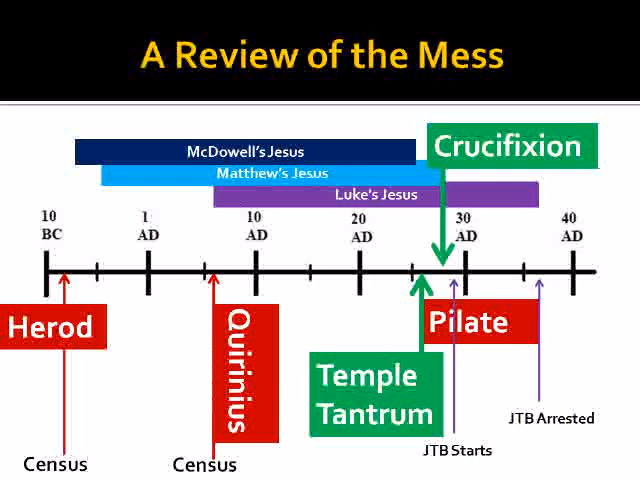 A Review of the Mess
McDowell's Jesus
Crucifixion
Matthew's Jesus
Luke's Jesus
10 BC
1 AD
10 AD
20 AD
30 AD
40 AD
Herod
Quirinius
Pilate
Temple
Tantrum
JTB Arrested
JTB Starts
Census
Census